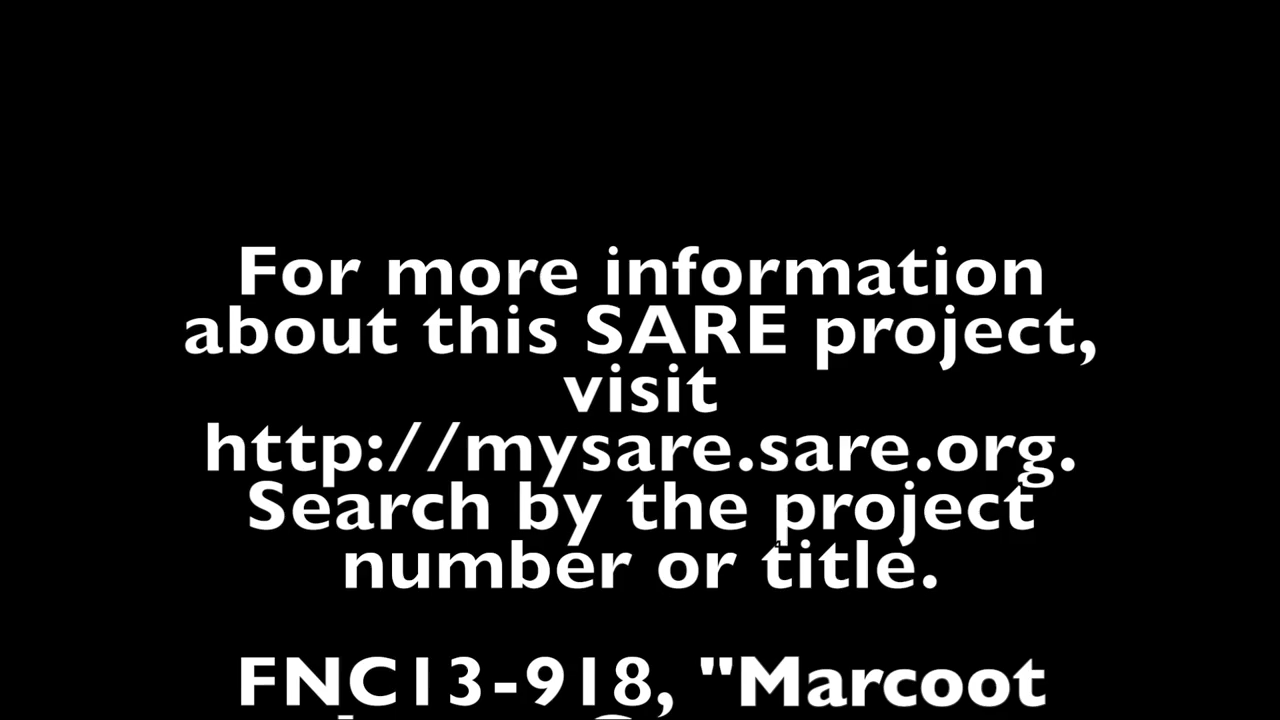 For more information
about this SARE project,
visit
http://mysare.sare.org.
Search by the project
number or title.
FNC13-918, "Marcoot